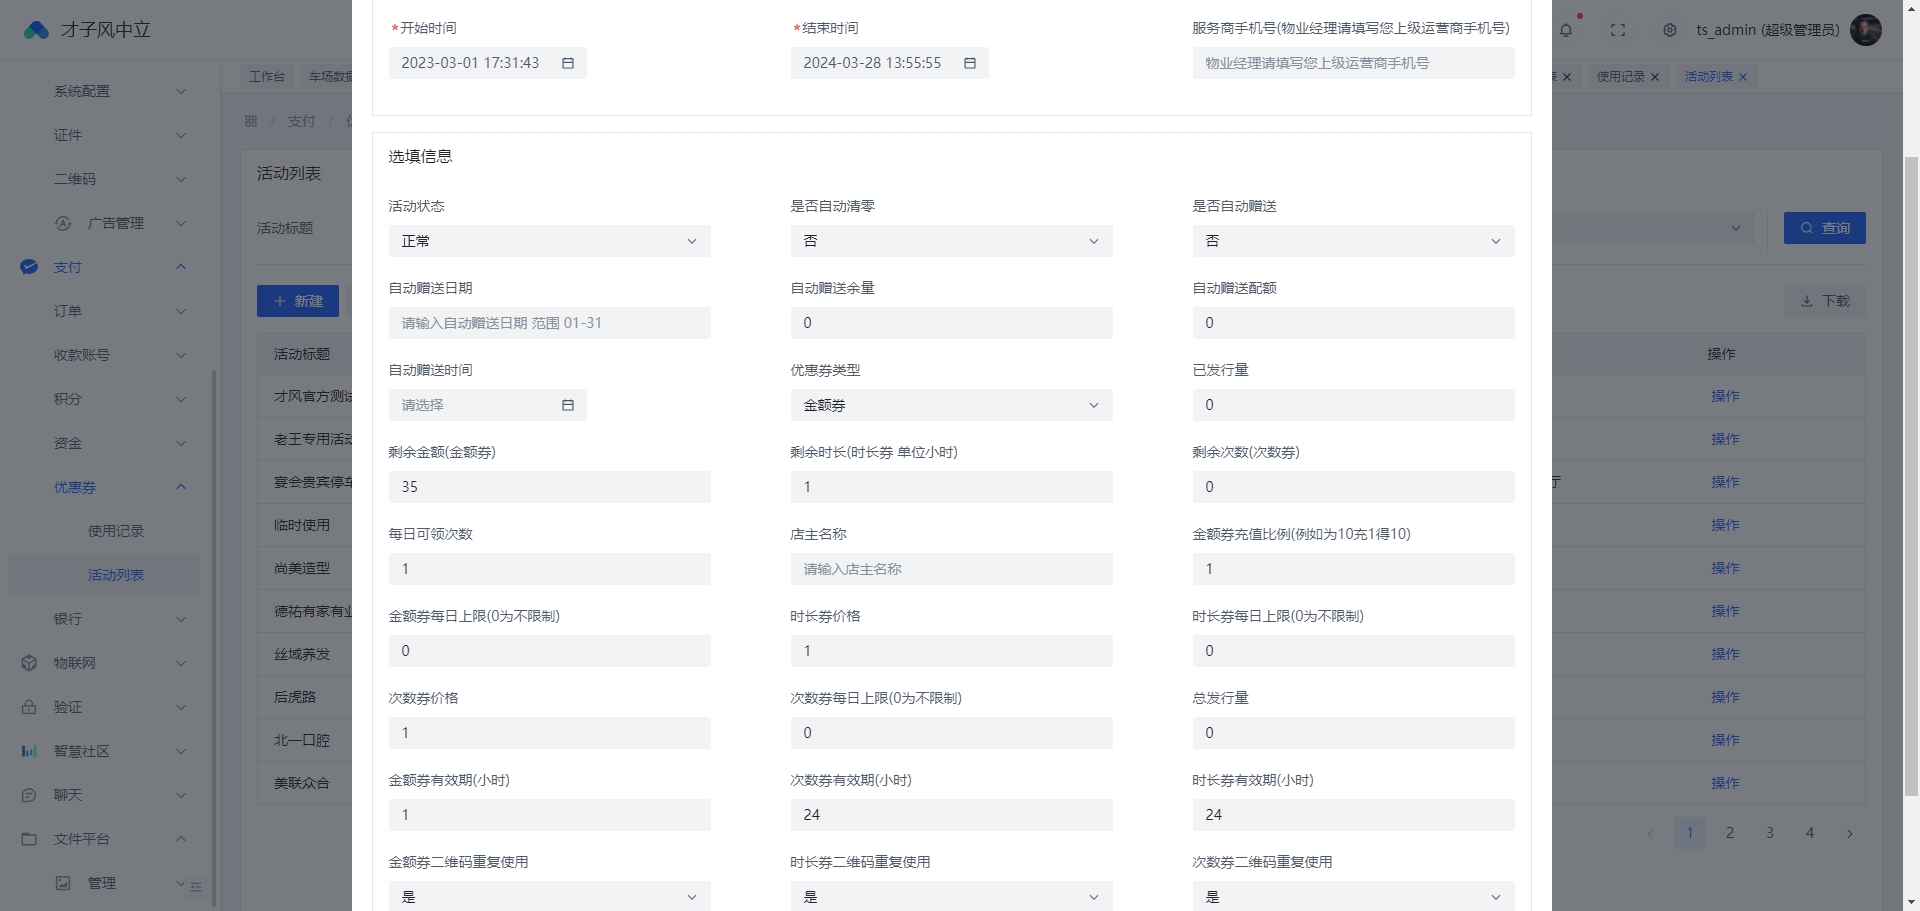 才子风中立
系统配置
证件
二维码
广告管理
支付
订单
收款账号
积分
资金
优惠券
使用记录
活动列表
银行
物联网
验证
智慧社区
聊天
文件平台
管理
工作台
车场数据
支付
活动列表
活动标题
新建
活动标题
才风官方测试
老王专用活动
宴会贵宾停车
临时使用
尚美造型
德祐有家有业
丝域养发
后虎路
北一口腔
美联众合
*开始时间
*结束时间
服务商手机号(物业经理请填写您上级运营商手机号)
2023-03-01 17:31:43
2024-03-28 13:55:55
物业经理请填写您上级运营商手机号
选填信息
活动状态
是否自动清零
是否自动赠送
正常
否
否
自动赠送日期
自动赠送余量
自动赠送配额
请输入自动赠送日期 范围 01-31
0
0
自动赠送时间
优惠券类型
已发行量
请选择
金额券
0
剩余金额(金额券)
剩余时长(时长券 单位小时)
剩余次数(次数券)
35
1
0
每日可领次数
店主名称
金额券充值比例(例如为10充1得10)
1
请输入店主名称
1
金额券每日上限(0为不限制)
时长券价格
时长券每日上限(0为不限制)
0
1
0
次数券价格
次数券每日上限(0为不限制)
总发行量
1
0
0
金额券有效期(小时)
次数券有效期(小时)
时长券有效期(小时)
1
24
24
金额券二维码重复使用
时长券二维码重复使用
次数券二维码重复使用
是
是
是
ts_admin (超级管理员)
使用记录
活动列表
查询
下载
操作
操作
操作
操作
操作
操作
操作
操作
操作
操作
操作
1 2 3 4